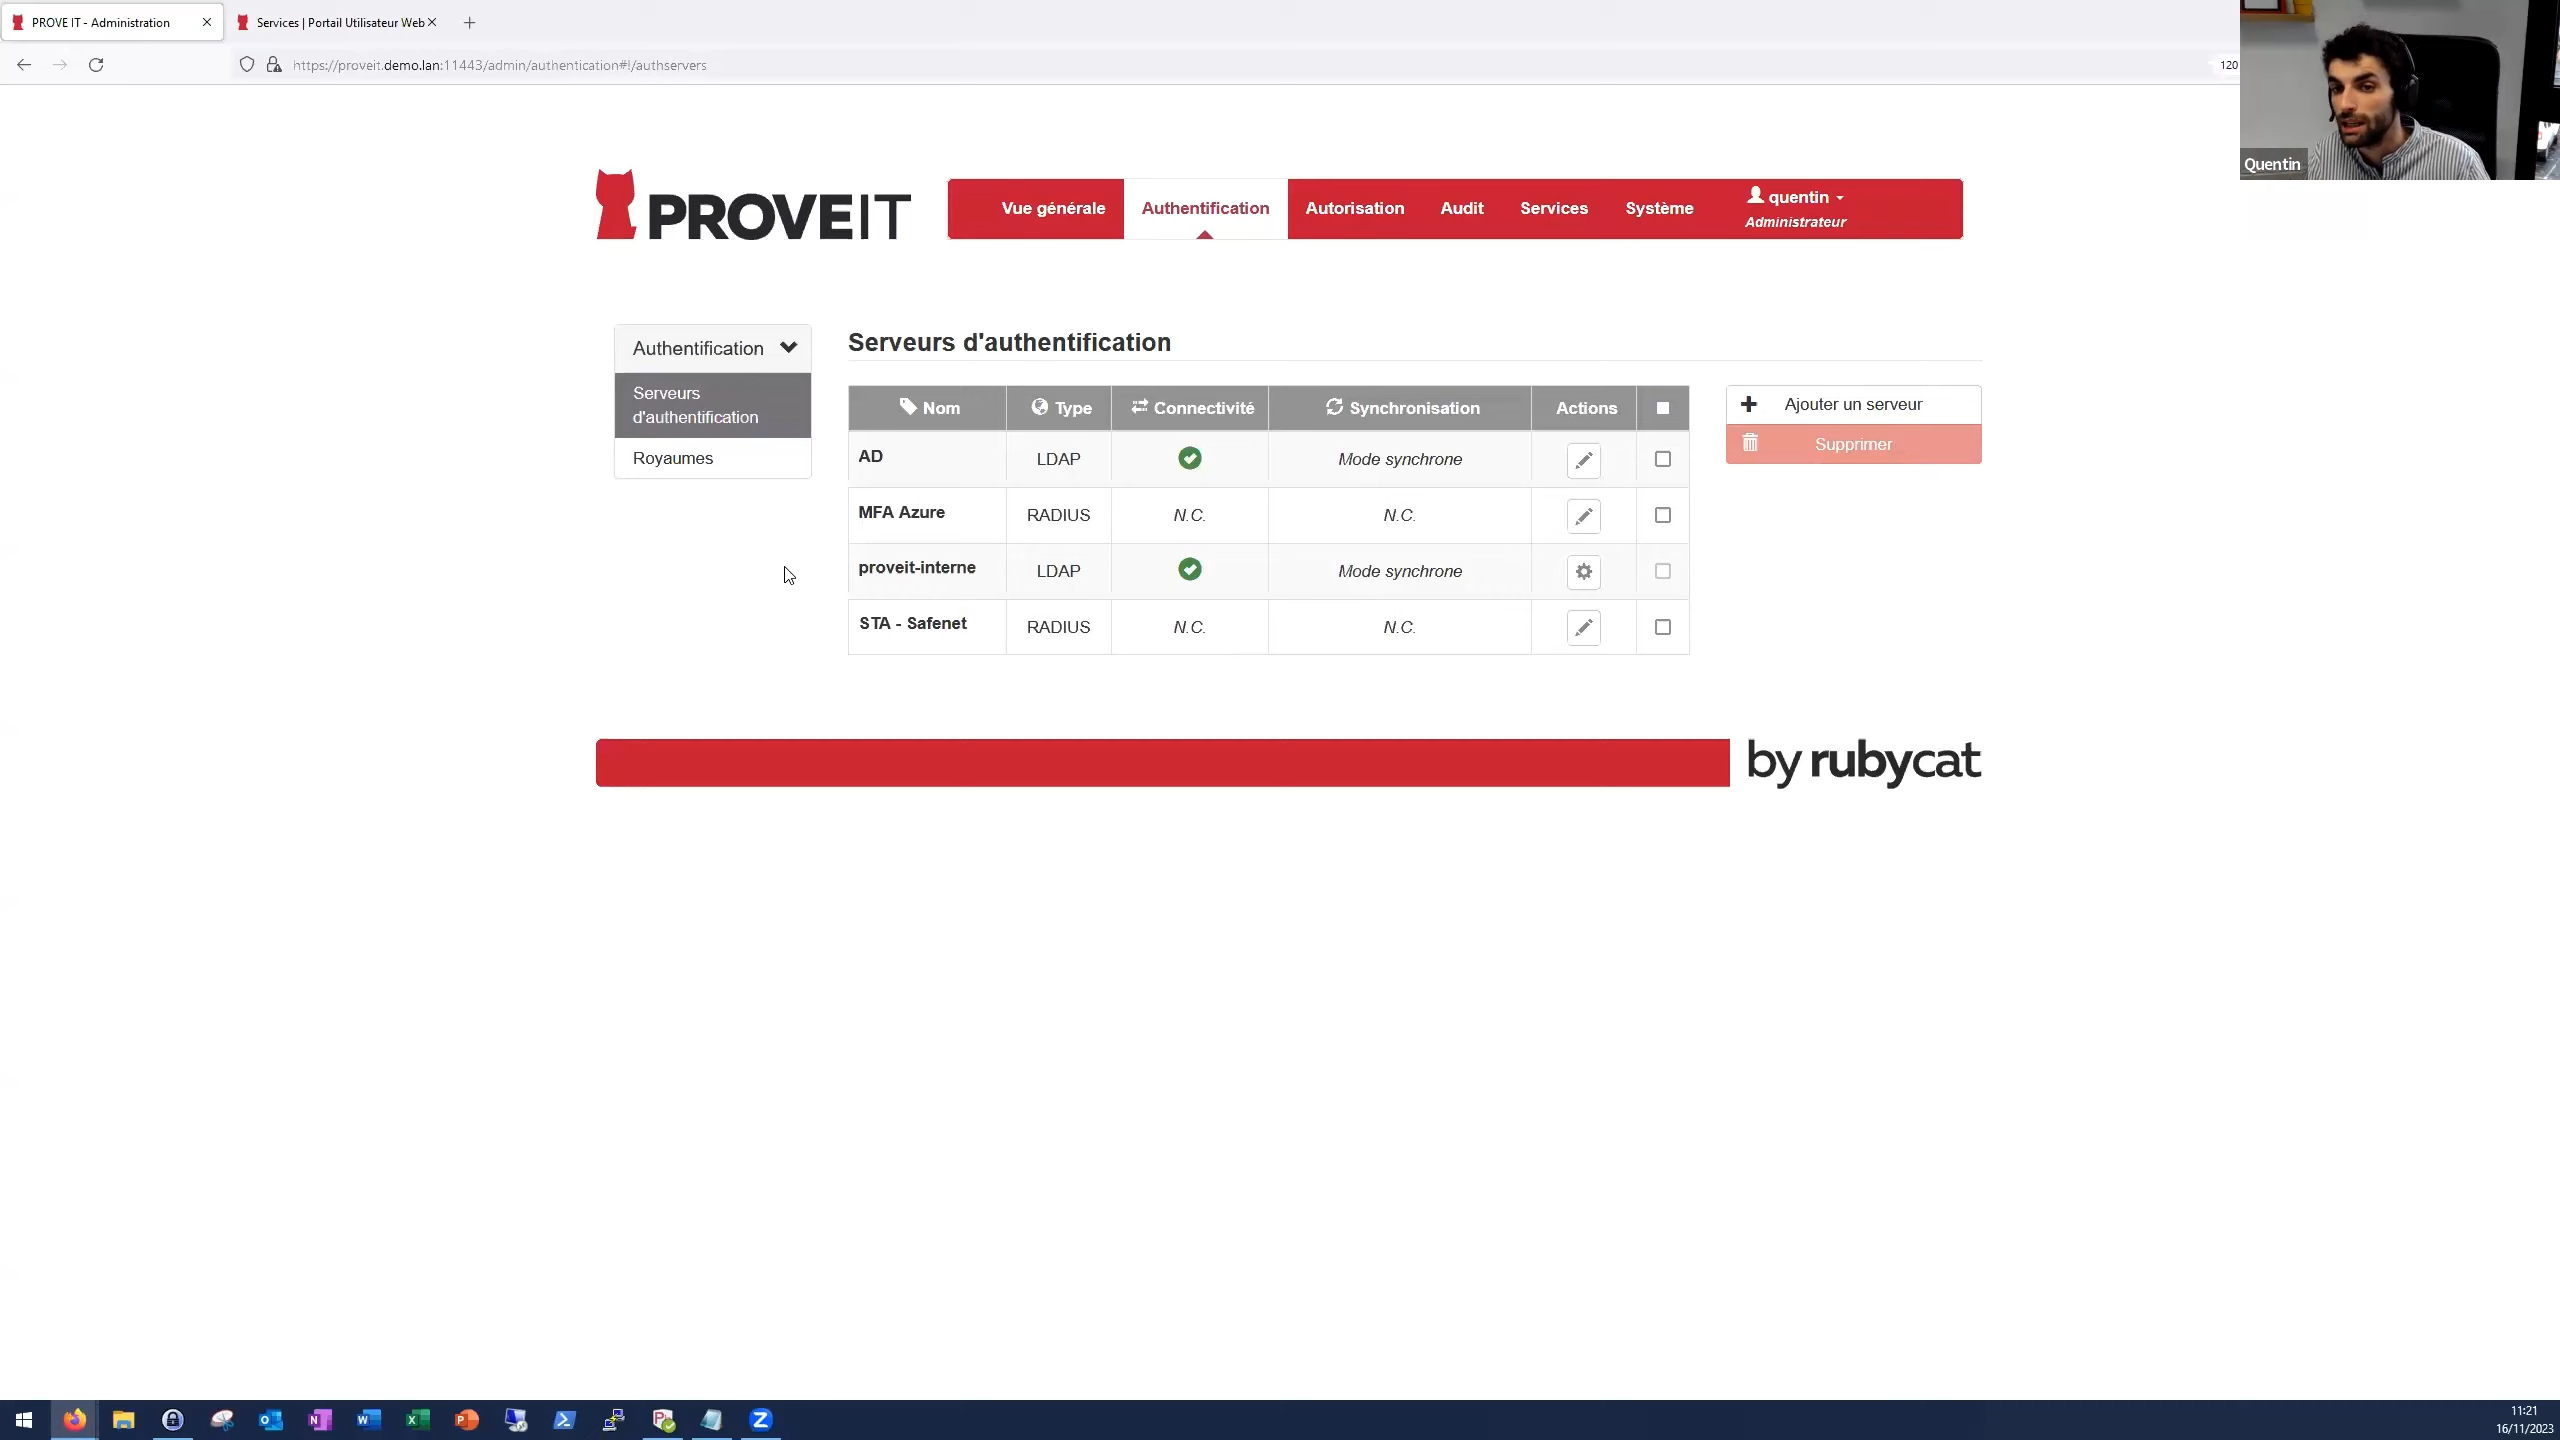 PROVE IT - Administration
Services | Portail Utilisateur Web
https://proveit.demo.lan:11443/admin/authentication#!/authservers
120
Quentin
PROVEIT
Vue générale
Authentification
Autorisation
Audit
Services
Système
quentin
Administrateur
Authentification
Serveurs
d'authentification
Royaumes
Serveurs d'authentification
Nom Type Connectivité Synchronisation Actions
AD LDAP Mode synchrone
MFA Azure RADIUS N.C. N.C.
proveit-interne LDAP Mode synchrone
STA - Safenet RADIUS N.C. N.C.
Ajouter un serveur
Supprimer
by rubycat
11:21
16/11/2023